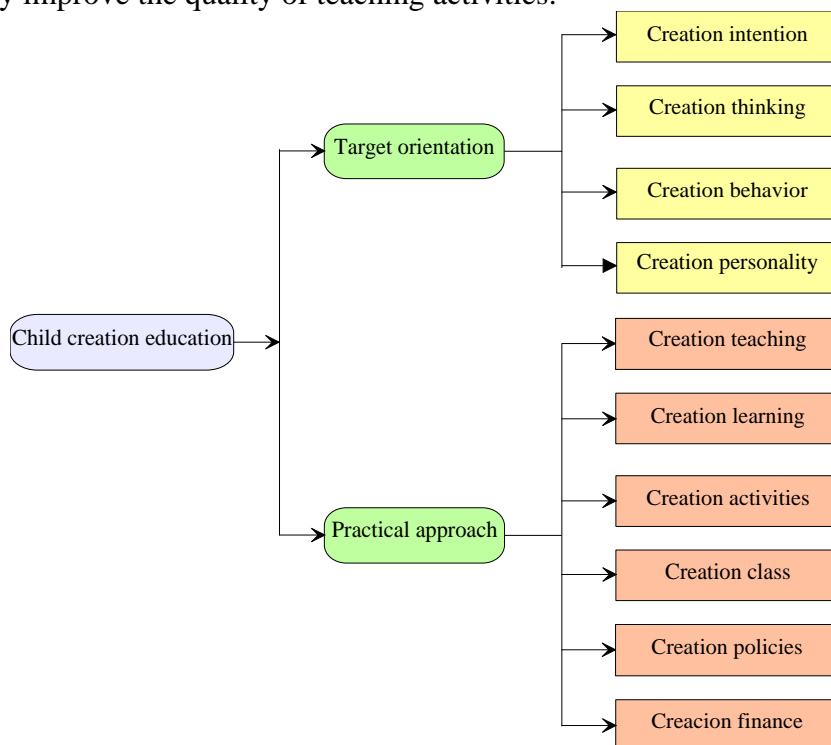 y improve the quality of teaching activities.
Creation intention
Creation thinking
Target orientation
Creation behavior
Creation personality
Child creation education
Creation teaching
Creation learning
Creation activities
Practical approach
Creation class
Creation policies
Creacion finance